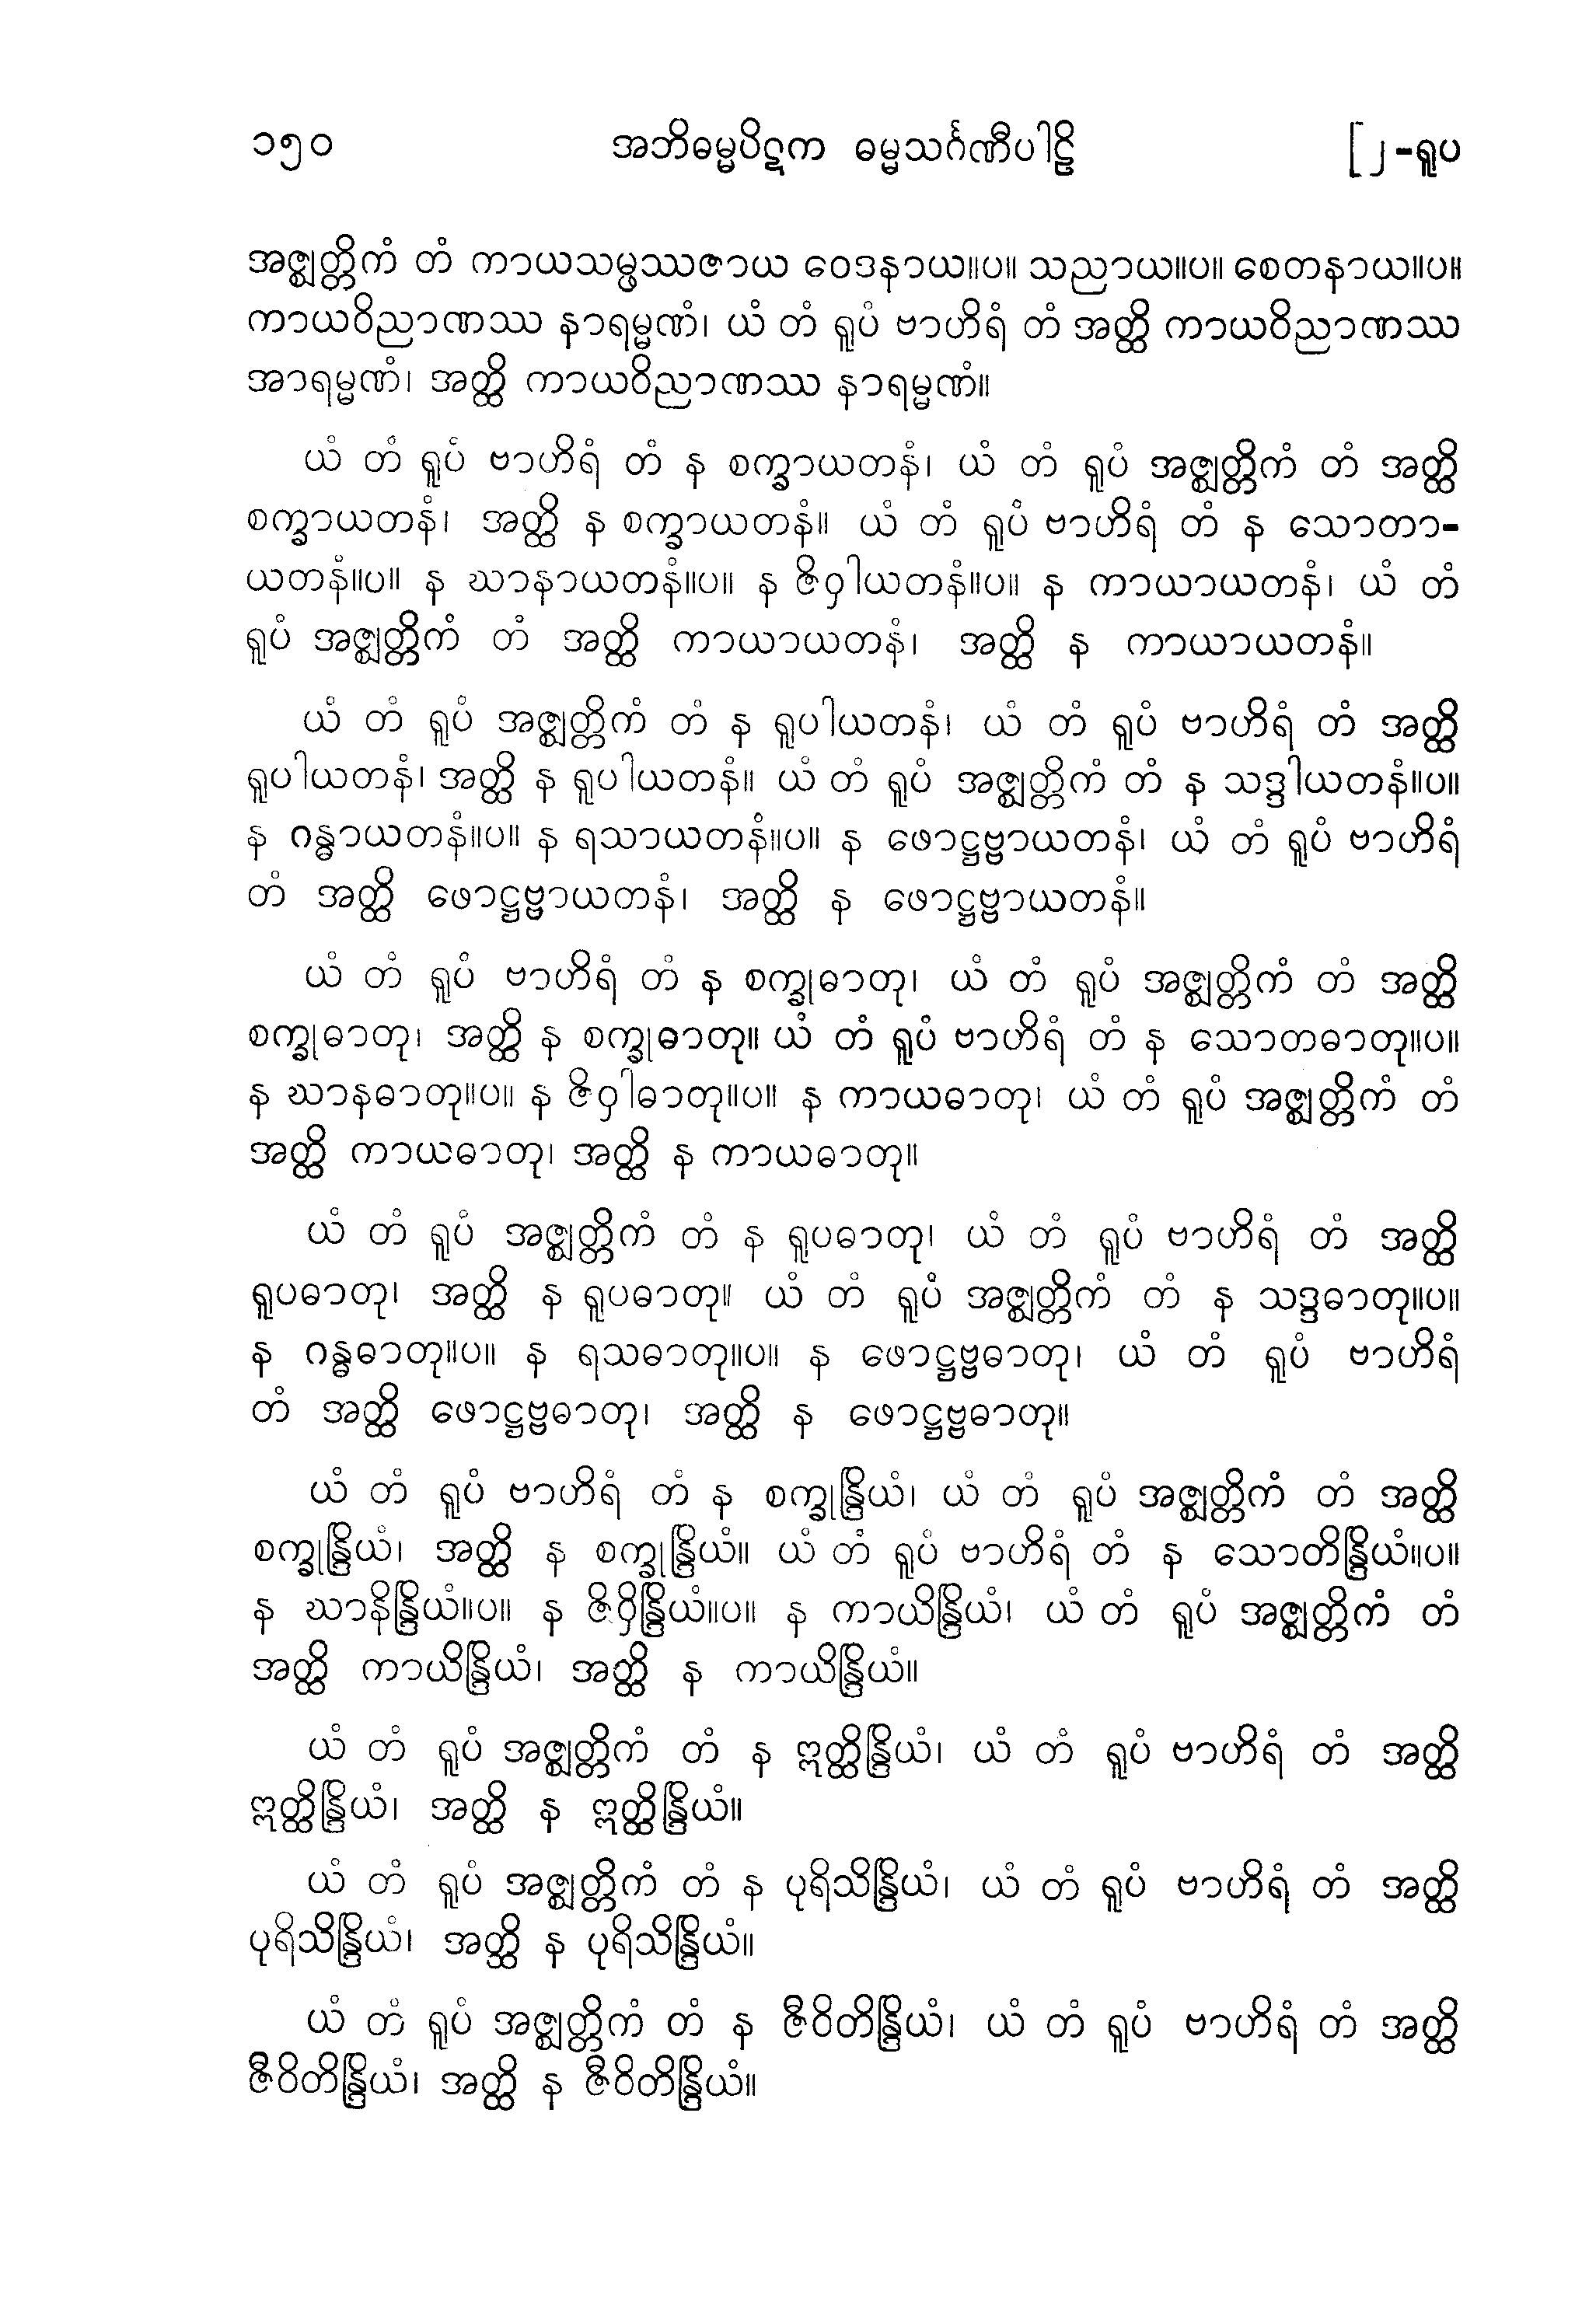 ၁၅၀ အဘိဓမ္မပိဋက ဓမ္မသင်္ဂဏီပါဠိ [၂-ရူပ
အဇ္ဈတ္တိကံ တံ ကာယသမ္ဖဿဇာယ ဝေဒနာယ။ပ။ သညာယ။ပ။ စေတနာယ။ပ။
ကာယဝိညာဏဿ နာရမ္မဏံ၊ ယံ တံ ရူပံ ဗာဟိရံ တံ အတ္ထိ ကာယဝိညာဏဿ
အာရမ္မဏံ၊ အတ္ထိ ကာယဝိညာဏဿ နာရမ္မဏံ။
ယံ တံ ရူပံ ဗာဟိရံ တံ န စက္ခာယတနံ၊ ယံ တံ ရူပံ အဇ္ဈတ္တိကံ တံ အတ္ထိ
စက္ခာယတနံ၊ အတ္ထိ န စက္ခာယတနံ။ ယံ တံ ရူပံ ဗာဟိရံ တံ န သောတာ-
ယတနံ။ပ။ န ဃာနာယတနံ။ပ။ န ဇိဝှါယတနံ။ပ။ န ကာယာယတနံ၊ ယံ တံ
ရူပံ အဇ္ဈတ္တိကံ တံ အတ္ထိ ကာယာယတနံ၊ အတ္ထိ န ကာယာယတနံ။
ယံ တံ ရူပံ အဇ္ဈတ္တိကံ တံ န ရူပါယတနံ၊ ယံ တံ ရူပံ ဗာဟိရံ တံ အတ္ထိ
ရူပါယတနံ၊ အတ္ထိ န ရူပါယတနံ။ ယံ တံ ရူပံ အဇ္ဈတ္တိကံ တံ န သဒ္ဒါယတနံ။ပ။
န ဂန္ဓာယတနံ။ပ။ န ရသာယတနံ။ပ။ န ဖောဋ္ဌဗ္ဗာယတနံ၊ ယံ တံ ရူပံ ဗာဟိရံ
တံ အတ္ထိ ဖောဋ္ဌဗ္ဗာယတနံ၊ အတ္ထိ န ဖောဋ္ဌဗ္ဗာယတနံ။
ယံ တံ ရူပံ ဗာဟိရံ တံ န စက္ခုဓာတု၊ ယံ တံ ရူပံ အဇ္ဈတ္တိကံ တံ အတ္ထိ
စက္ခုဓာတု၊ အတ္ထိ န စက္ခုဓာတု။ ယံ တံ ရူပံ ဗာဟိရံ တံ န သောတဓာတု။ပ။
န ဃာနဓာတု။ပ။ န ဇိဝှါဓာတု။ပ။ န ကာယဓာတု၊ ယံ တံ ရူပံ အဇ္ဈတ္တိကံ တံ
အတ္ထိ ကာယဓာတု၊ အတ္ထိ န ကာယဓာတု။
ယံ တံ ရူပံ အဇ္ဈတ္တိကံ တံ န ရူပဓာတု၊ ယံ တံ ရူပံ ဗာဟိရံ တံ အတ္ထိ
ရူပဓာတု၊ အတ္ထိ န ရူပဓာတု။ ယံ တံ ရူပံ အဇ္ဈတ္တိကံ တံ န သဒ္ဒဓာတု။ပ။
န ဂန္ဓဓာတု။ပ။ န ရသဓာတု။ပ။ န ဖောဋ္ဌဗ္ဗဓာတု၊ ယံ တံ ရူပံ ဗာဟိရံ
တံ အတ္ထိ ဖောဋ္ဌဗ္ဗဓာတု၊ အတ္ထိ န ဖောဋ္ဌဗ္ဗဓာတု။
ယံ တံ ရူပံ ဗာဟိရံ တံ န စက္ခုန္ဒြိယံ၊ ယံ တံ ရူပံ အဇ္ဈတ္တိကံ တံ အတ္ထိ
စက္ခုန္ဒြိယံ၊ အတ္ထိ န စက္ခုန္ဒြိယံ။ ယံ တံ ရူပံ ဗာဟိရံ တံ န သောတိန္ဒြိယံ။ပ။
န ဃာနိန္ဒြိယံ။ပ။ န ဇိဝှိန္ဒြိယံ။ပ။ န ကာယိန္ဒြိယံ၊ ယံ တံ ရူပံ အဇ္ဈတ္တိကံ တံ
အတ္ထိ ကာယိန္ဒြိယံ၊ အတ္ထိ န ကာယိန္ဒြိယံ။
ယံ တံ ရူပံ အဇ္ဈတ္တိကံ တံ န ဣတ္ထိန္ဒြိယံ၊ ယံ တံ ရူပံ ဗာဟိရံ တံ အတ္ထိ
ဣတ္ထိန္ဒြိယံ၊ အတ္ထိ န ဣတ္ထိန္ဒြိယံ။
ယံ တံ ရူပံ အဇ္ဈတ္တိကံ တံ န ပုရိသိန္ဒြိယံ၊ ယံ တံ ရူပံ ဗာဟိရံ တံ အတ္ထိ
ပုရိသိန္ဒြိယံ၊ အတ္ထိ န ပုရိသိန္ဒြိယံ။
ယံ တံ ရူပံ အဇ္ဈတ္တိကံ တံ န ဇီဝိတိန္ဒြိယံ၊ ယံ တံ ရူပံ ဗာဟိရံ တံ အတ္ထိ
ဇီဝိတိန္ဒြိယံ၊ အတ္ထိ န ဇီဝိတိန္ဒြိယံ။